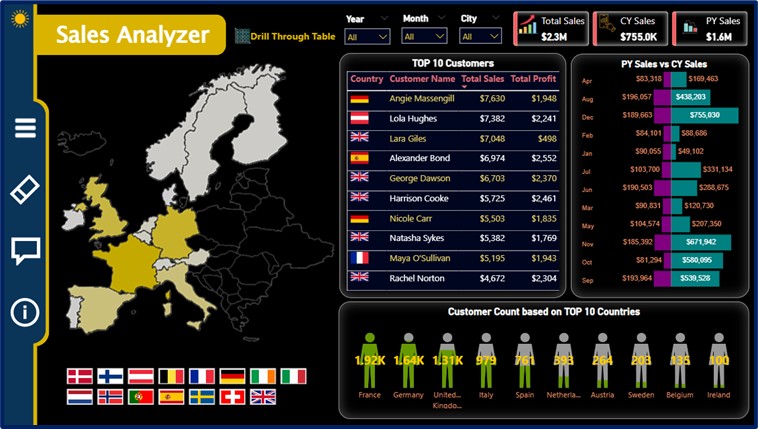 Sales Analyzer
Drill Through Table
Year
All
Month
All
City
All
Total Sales
$2.3M
CY Sales
$755.0K
PY Sales
$1.6M
TOP 10 Customers
Country Customer Name Total Sales Total Profit
Angie Massengill $7,630 $1,948
Lola Hughes $7,382 $2,241
Lara Giles $7,048 $498
Alexander Bond $6,974 $2,552
George Dawson $6,703 $2,370
Harrison Cooke $5,725 $2,461
Nicole Carr $5,503 $1,835
Natasha Sykes $5,382 $1,769
Maya O'Sullivan $5,195 $1,943
Rachel Norton $4,672 $2,304
PY Sales vs CY Sales
Apr $83,318 $169,463
Aug $196,057 $438,203
Dec $189,663 $755,030
Feb $84,101 $88,686
Jan $90,055 $49,102
Jul $103,700 $331,134
Jun $190,503 $288,675
Mar $90,831 $120,730
May $104,574 $207,350
Nov $185,392 $671,942
Oct $81,294 $580,095
Sep $193,964 $539,528
Customer Count based on TOP 10 Countries
1.92K 1.64K 1.31K 979 761 393 264 203 135 100
France Germany United... Italy Spain Netherla... Austria Sweden Belgium Ireland
Kingdo...